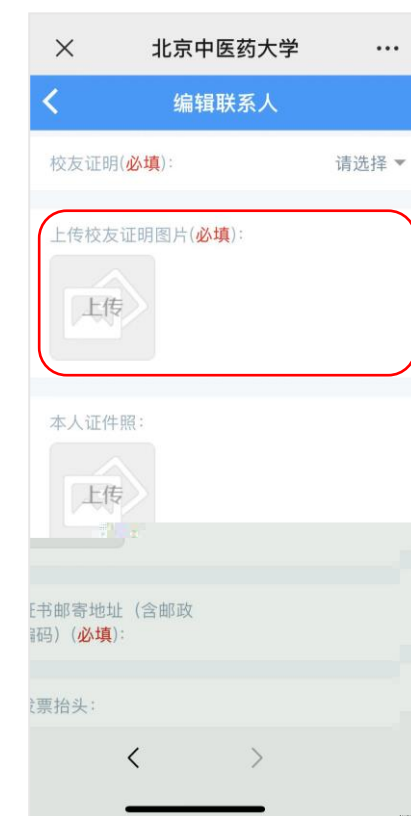 北京中医药大学
编辑联系人
校友证明(必填): 请选择
上传校友证明图片(必填):
上传
本人证件照:
上传
书邮寄地址（含邮政
码）(必填):
票抬头: